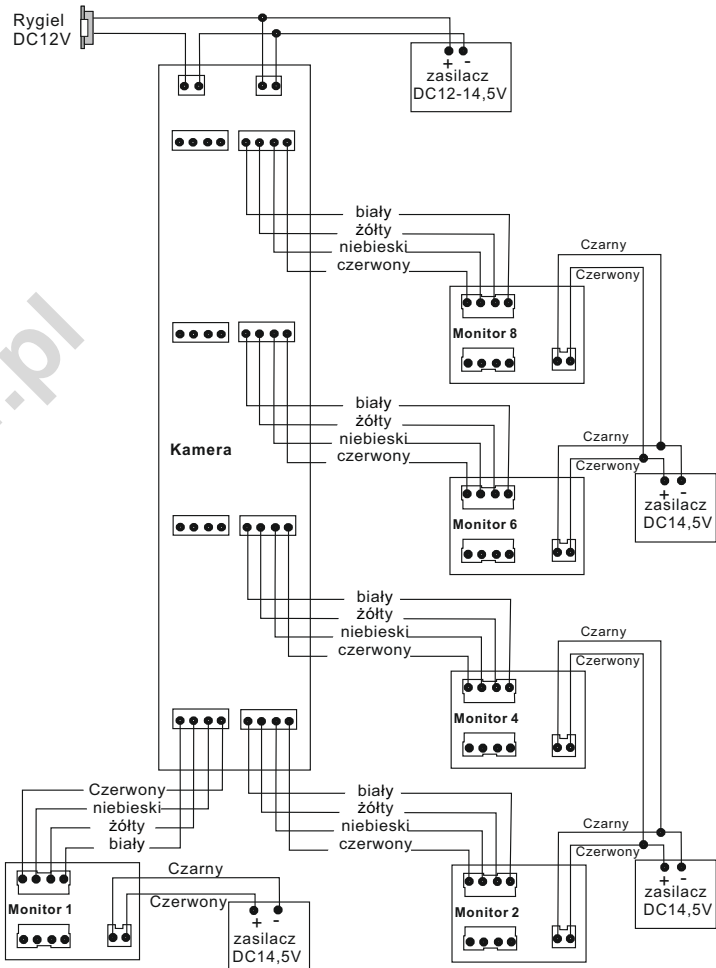 Rygiel
DC12V
+ -
zasilacz
DC12-14,5V
biały
żółty
niebieski
czerwony
Czarny
Czerwony
Monitor 8
Kamera
biały
żółty
niebieski
czerwony
Czarny
Czerwony
Monitor 6
+ -
zasilacz
DC14,5V
biały
żółty
niebieski
czerwony
Czarny
Czerwony
Monitor 4
Czerwony
niebieski
żółty
biały
biały
żółty
niebieski
czerwony
Czarny
Czerwony
Monitor 2
+ -
zasilacz
DC14,5V
Monitor 1
Czarny
Czerwony
+ -
zasilacz
DC14,5V
.pl